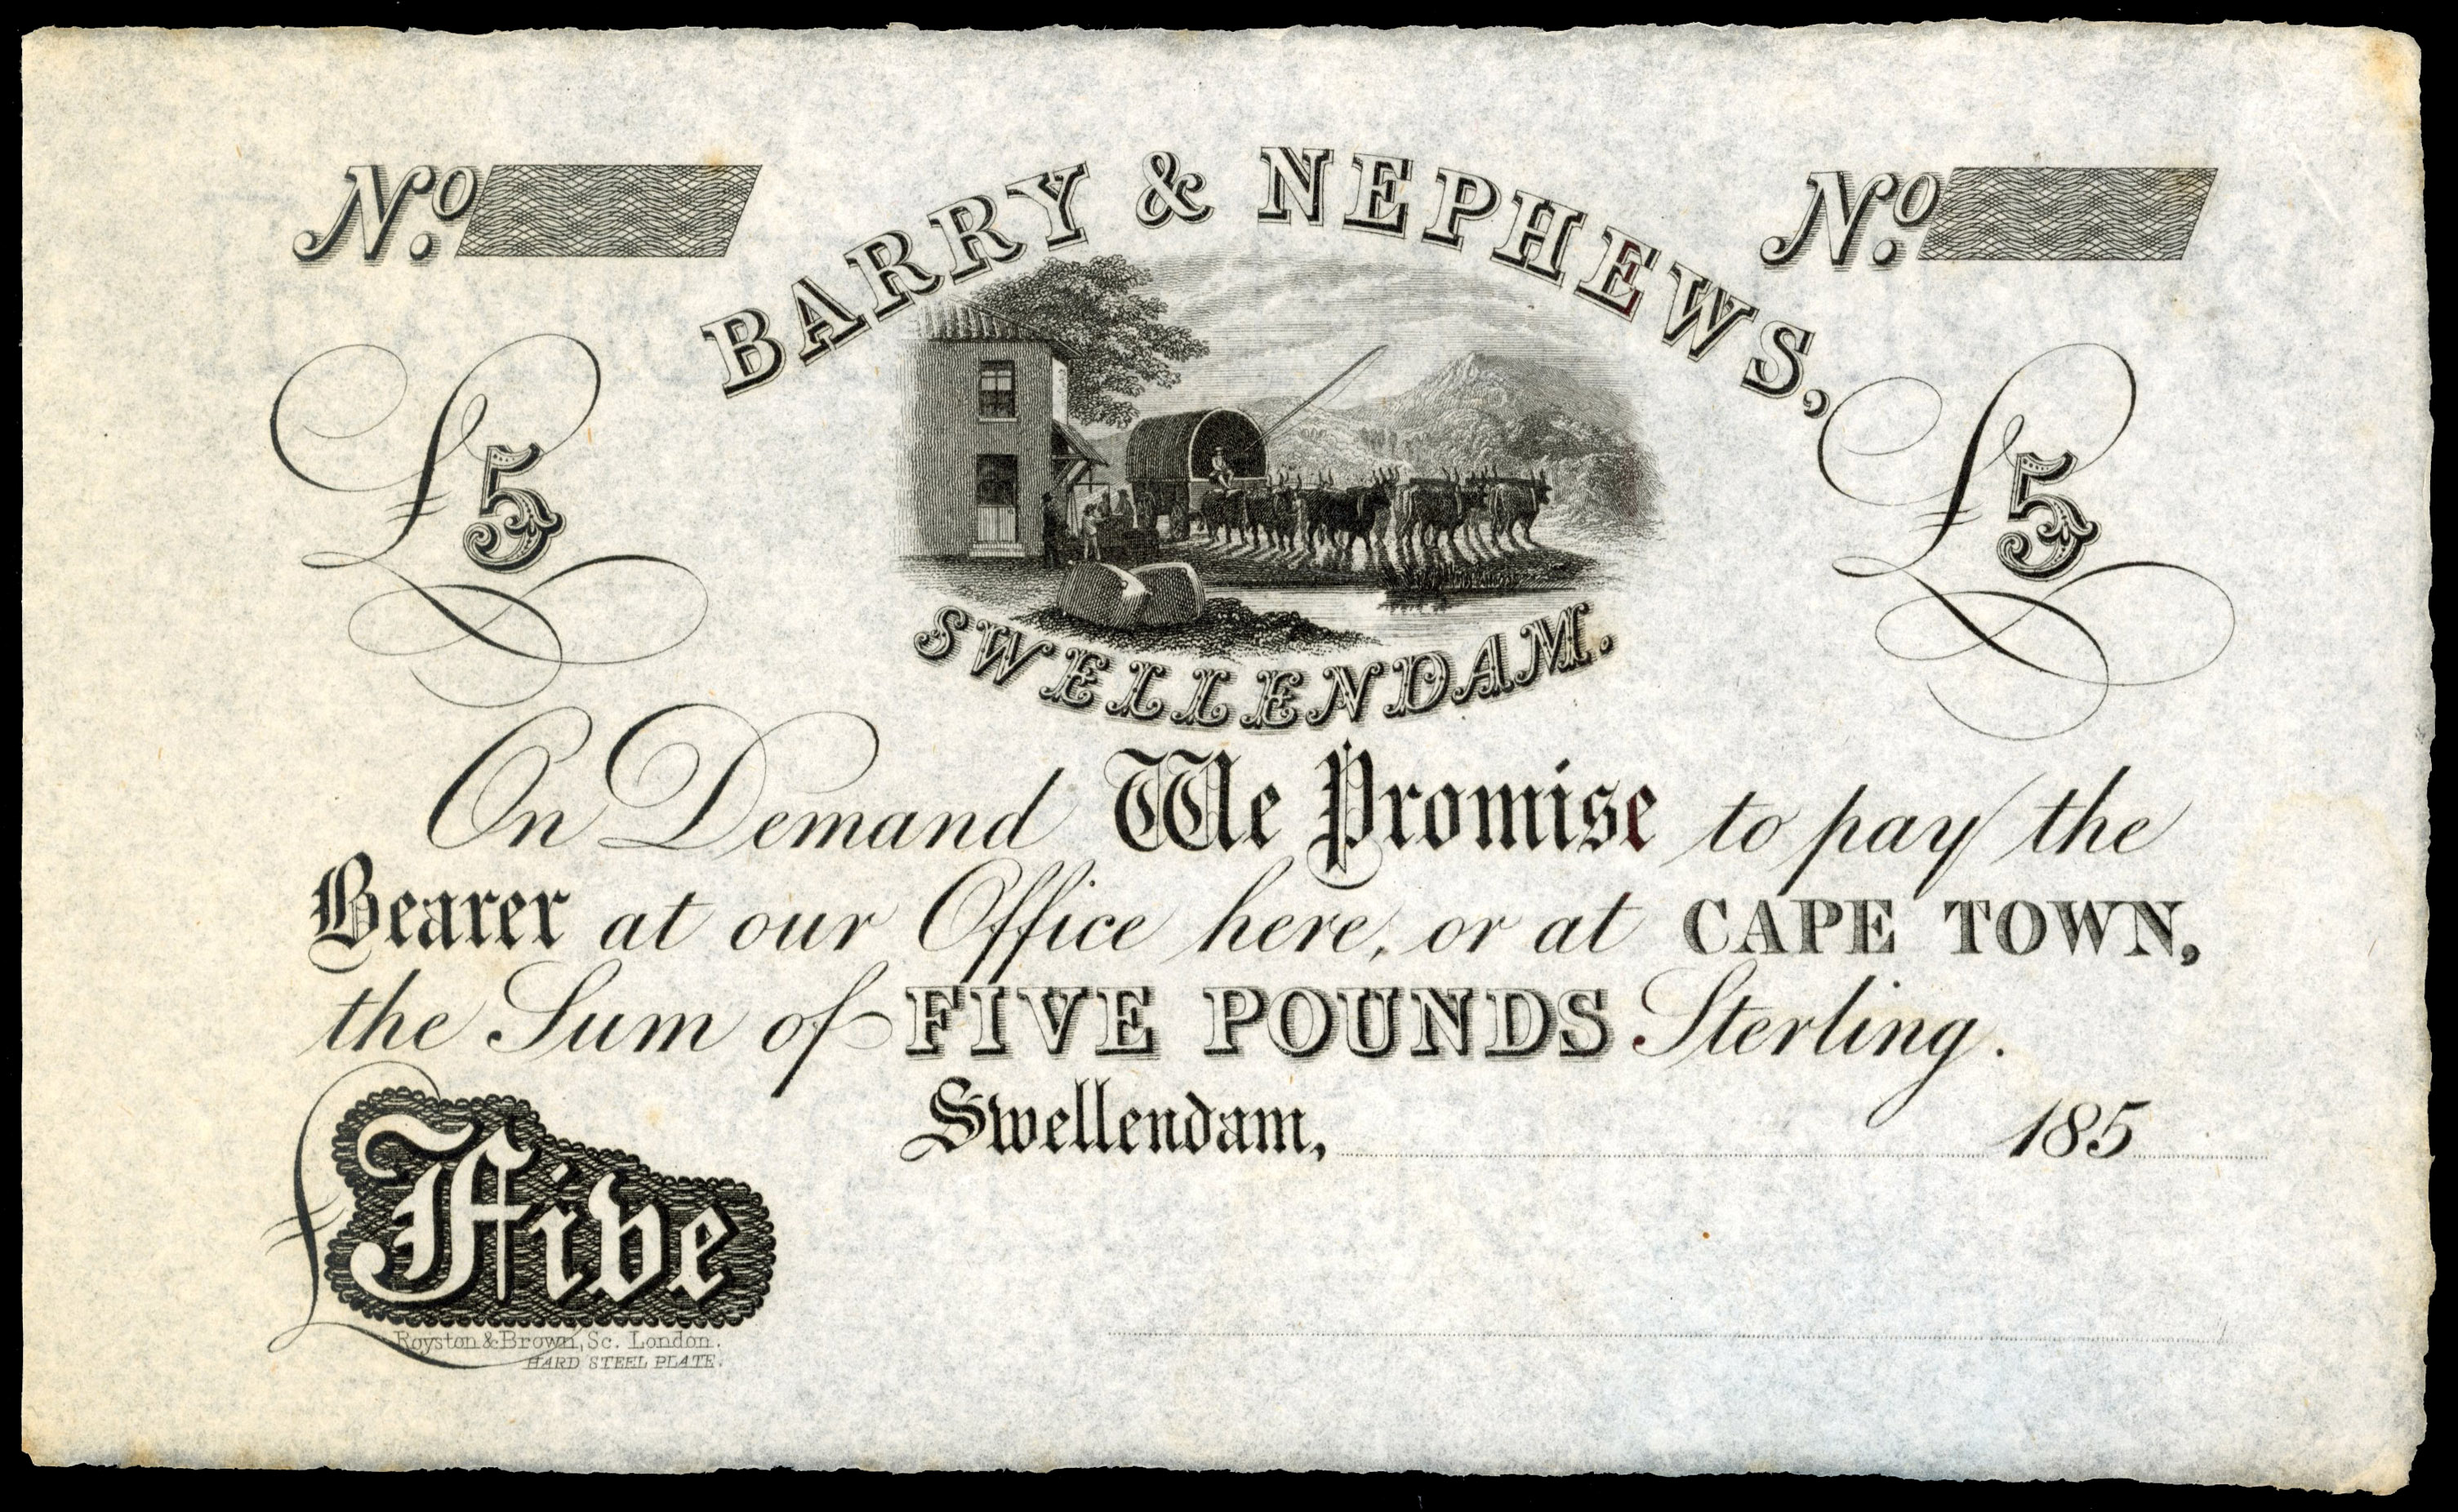 No.
No.
BARRY & NEPHEWS,
£5
£5
SWELLENDAM.
On Demand We Promise to pay the
Bearer at our Office here, or at CAPE TOWN,
the Sum of FIVE POUNDS Sterling.
Swellendam, 185
£Five
Royston & Brown, Sc. London.
HARD STEEL PLATE.